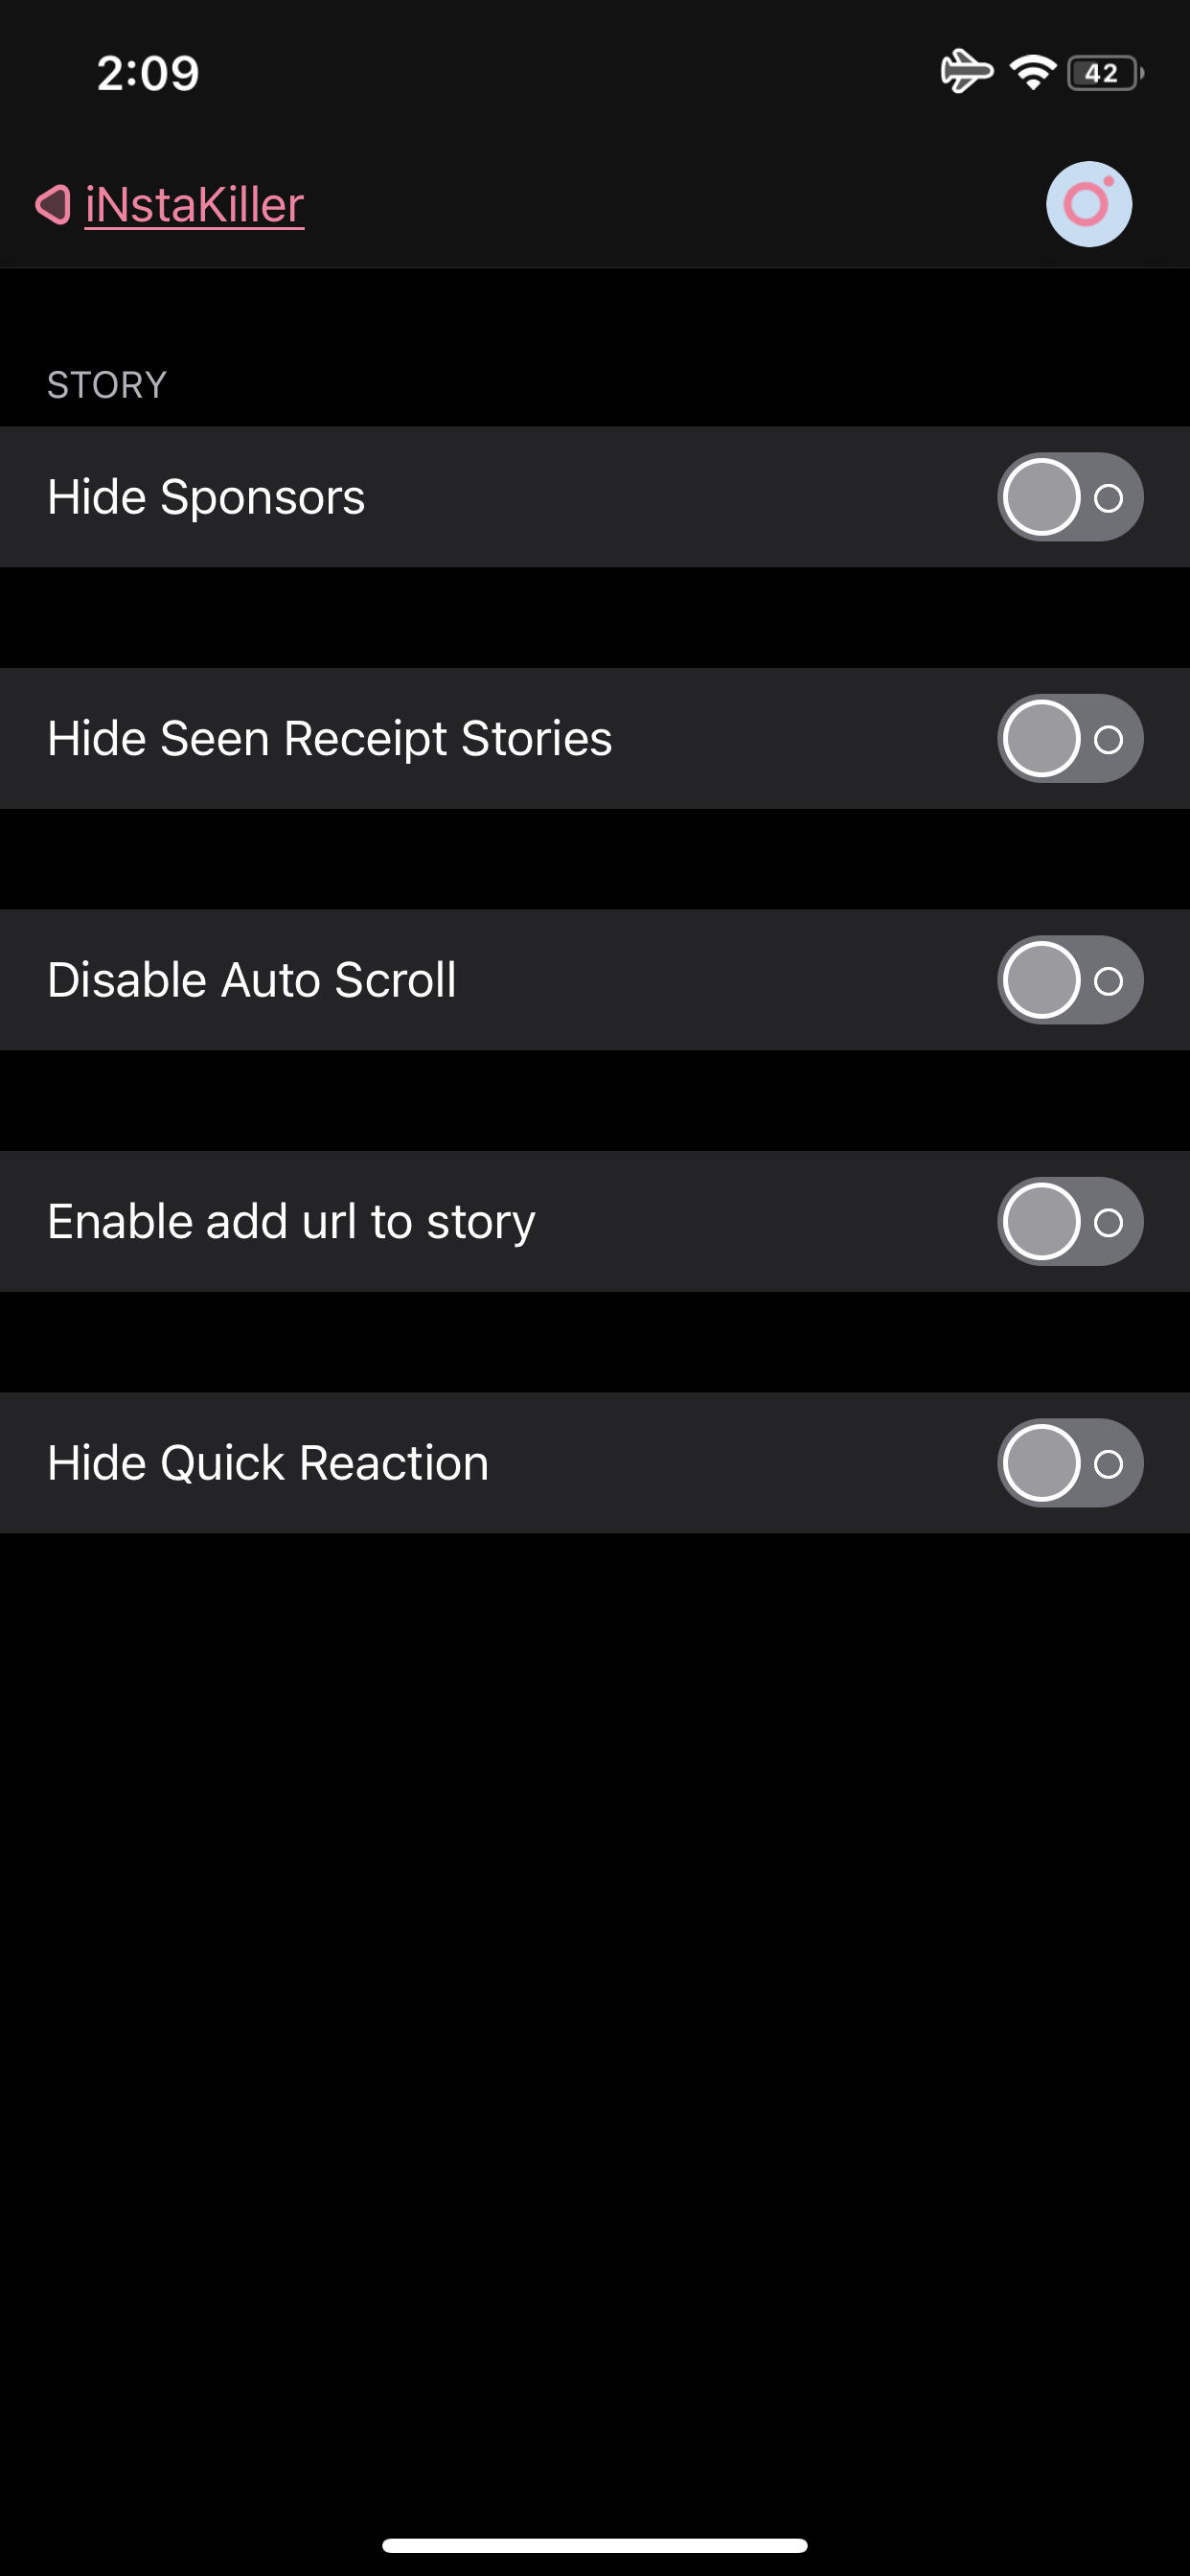 2:09
42
iNstaKiller
STORY
Hide Sponsors
Hide Seen Receipt Stories
Disable Auto Scroll
Enable add url to story
Hide Quick Reaction